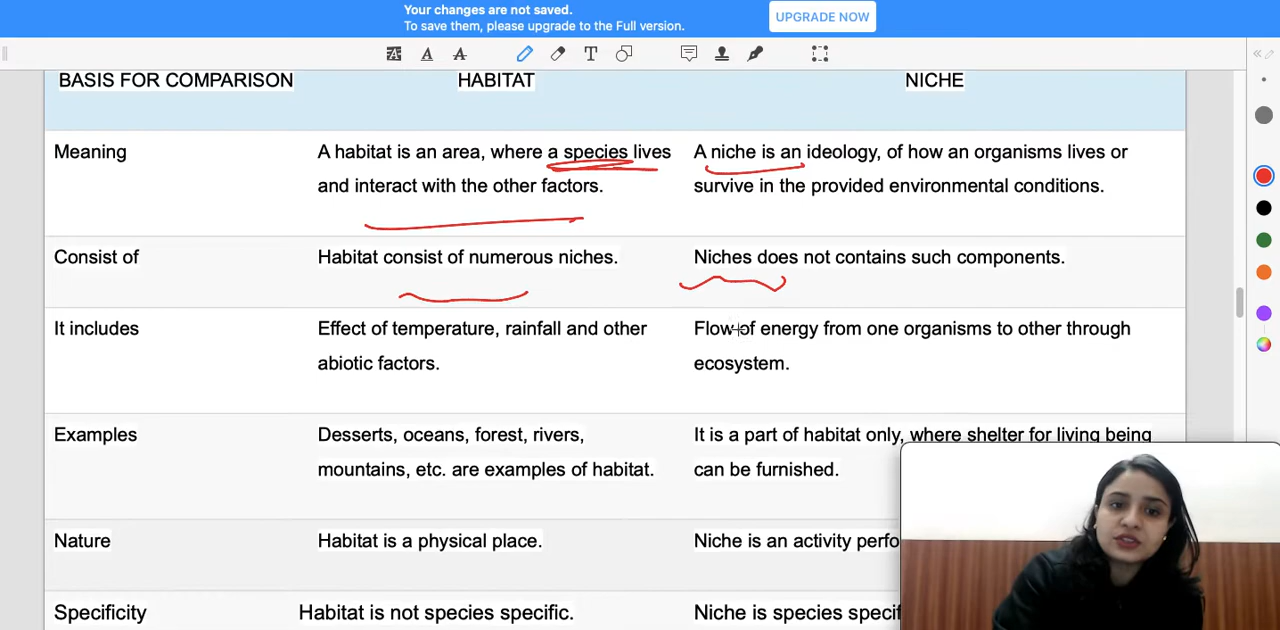 Your changes are not saved.
To save them, please upgrade to the Full version.
UPGRADE NOW
BASIS FOR COMPARISON HABITAT NICHE
Meaning A habitat is an area, where a species lives A niche is an ideology, of how an organisms lives or
and interact with the other factors. survive in the provided environmental conditions.
Consist of Habitat consist of numerous niches. Niches does not contains such components.
It includes Effect of temperature, rainfall and other Flow of energy from one organisms to other through
abiotic factors. ecosystem.
Examples Desserts, oceans, forest, rivers, It is a part of habitat only, where shelter for living being
mountains, etc. are examples of habitat. can be furnished.
Nature Habitat is a physical place. Niche is an activity perfo
Specificity Habitat is not species specific. Niche is species specif